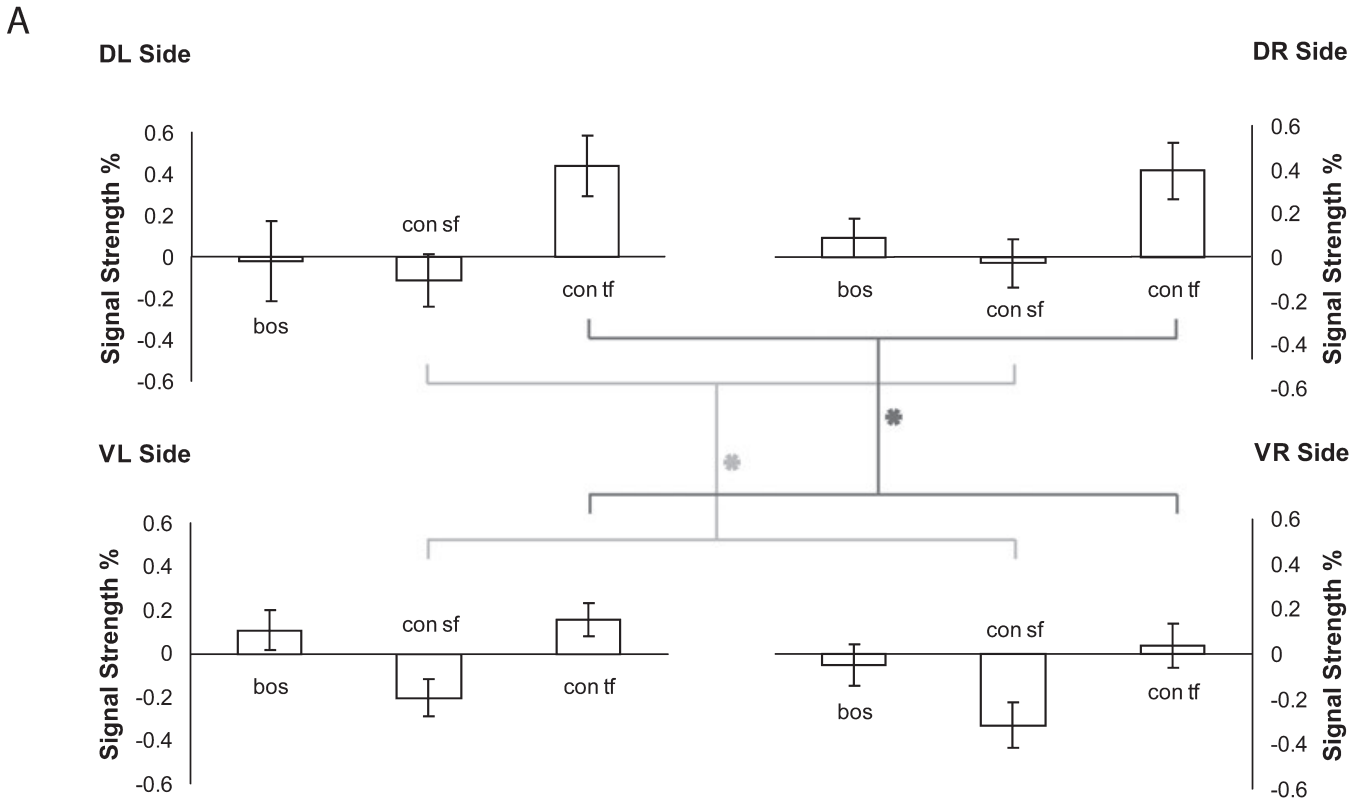 A
DL Side
DR Side
Signal Strength %
0.6
0.4
0.2
0
-0.2
-0.4
-0.6
bos
con sf
con tf
bos
con sf
con tf
0.6
0.4
0.2
0
-0.2
-0.4
-0.6
Signal Strength %
*
*
VL Side
VR Side
Signal Strength %
0.6
0.4
0.2
0
-0.2
-0.4
-0.6
bos
con sf
con tf
bos
con sf
con tf
0.6
0.4
0.2
0
-0.2
-0.4
-0.6
Signal Strength %